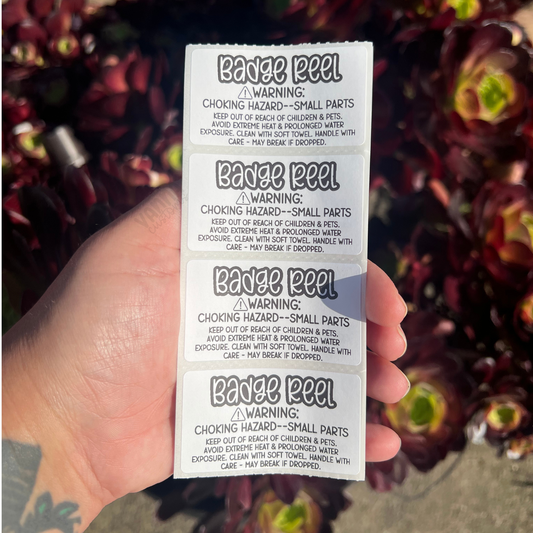 Badge Reel
⚠WARNING:
CHOKING HAZARD--SMALL PARTS
KEEP OUT OF REACH OF CHILDREN & PETS.
AVOID EXTREME HEAT & PROLONGED WATER
EXPOSURE. CLEAN WITH SOFT TOWEL. HANDLE WITH
CARE - MAY BREAK IF DROPPED.
Badge Reel
⚠WARNING:
CHOKING HAZARD--SMALL PARTS
KEEP OUT OF REACH OF CHILDREN & PETS.
AVOID EXTREME HEAT & PROLONGED WATER
EXPOSURE. CLEAN WITH SOFT TOWEL. HANDLE WITH
CARE - MAY BREAK IF DROPPED.
Badge Reel
⚠WARNING:
CHOKING HAZARD--SMALL PARTS
KEEP OUT OF REACH OF CHILDREN & PETS.
AVOID EXTREME HEAT & PROLONGED WATER
EXPOSURE. CLEAN WITH SOFT TOWEL. HANDLE WITH
CARE - MAY BREAK IF DROPPED.
Badge Reel
⚠WARNING:
CHOKING HAZARD--SMALL PARTS
KEEP OUT OF REACH OF CHILDREN & PETS.
AVOID EXTREME HEAT & PROLONGED WATER
EXPOSURE. CLEAN WITH SOFT TOWEL. HANDLE WITH
CARE - MAY BREAK IF DROPPED.